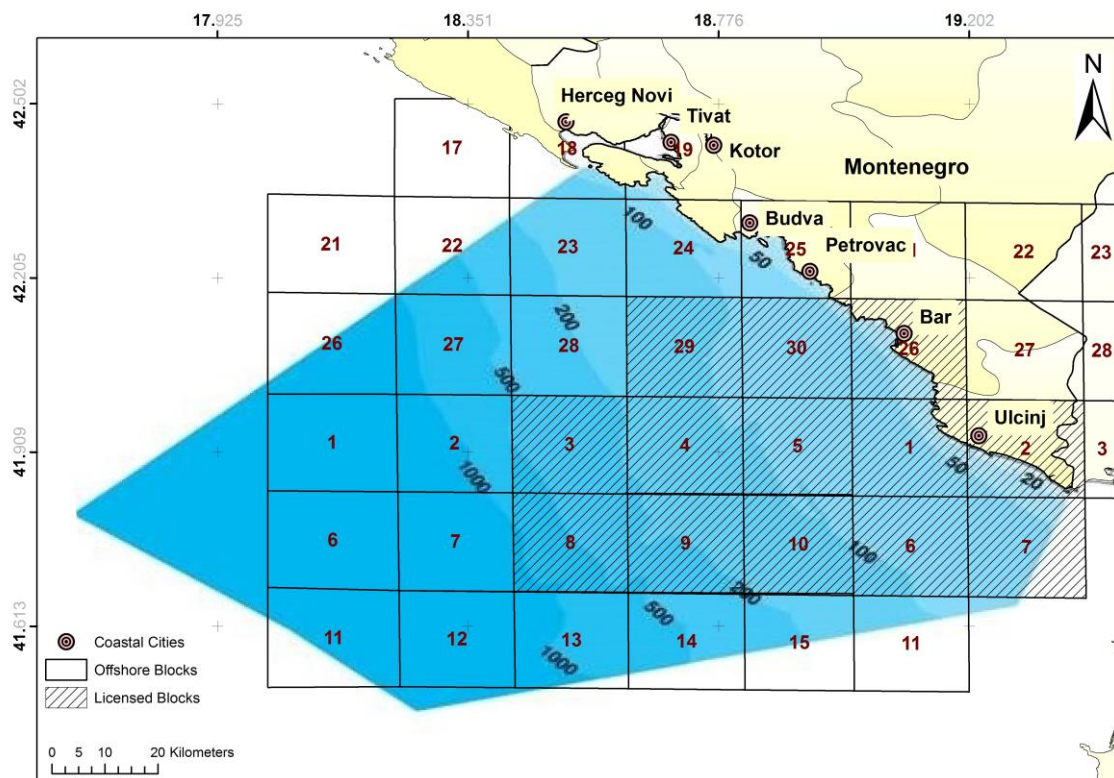 17.925 18.351 18.776 19.202
42.502
42.205
41.909
41.613
N
Herceg Novi
Tivat
Kotor
17 18 19
Montenegro
Budva
Petrovac
21 22 23 24 25 22 23
100
50
Bar
26 27 28 29 30 26 27 28
200
500
Ulcinj
1 2 3 4 5 1 2 3
1000
50
20
6 7 8 9 10 6 7
100
200
500
11 12 13 14 15 11
1000
Coastal Cities
Offshore Blocks
Licensed Blocks
0 5 10 20 Kilometers